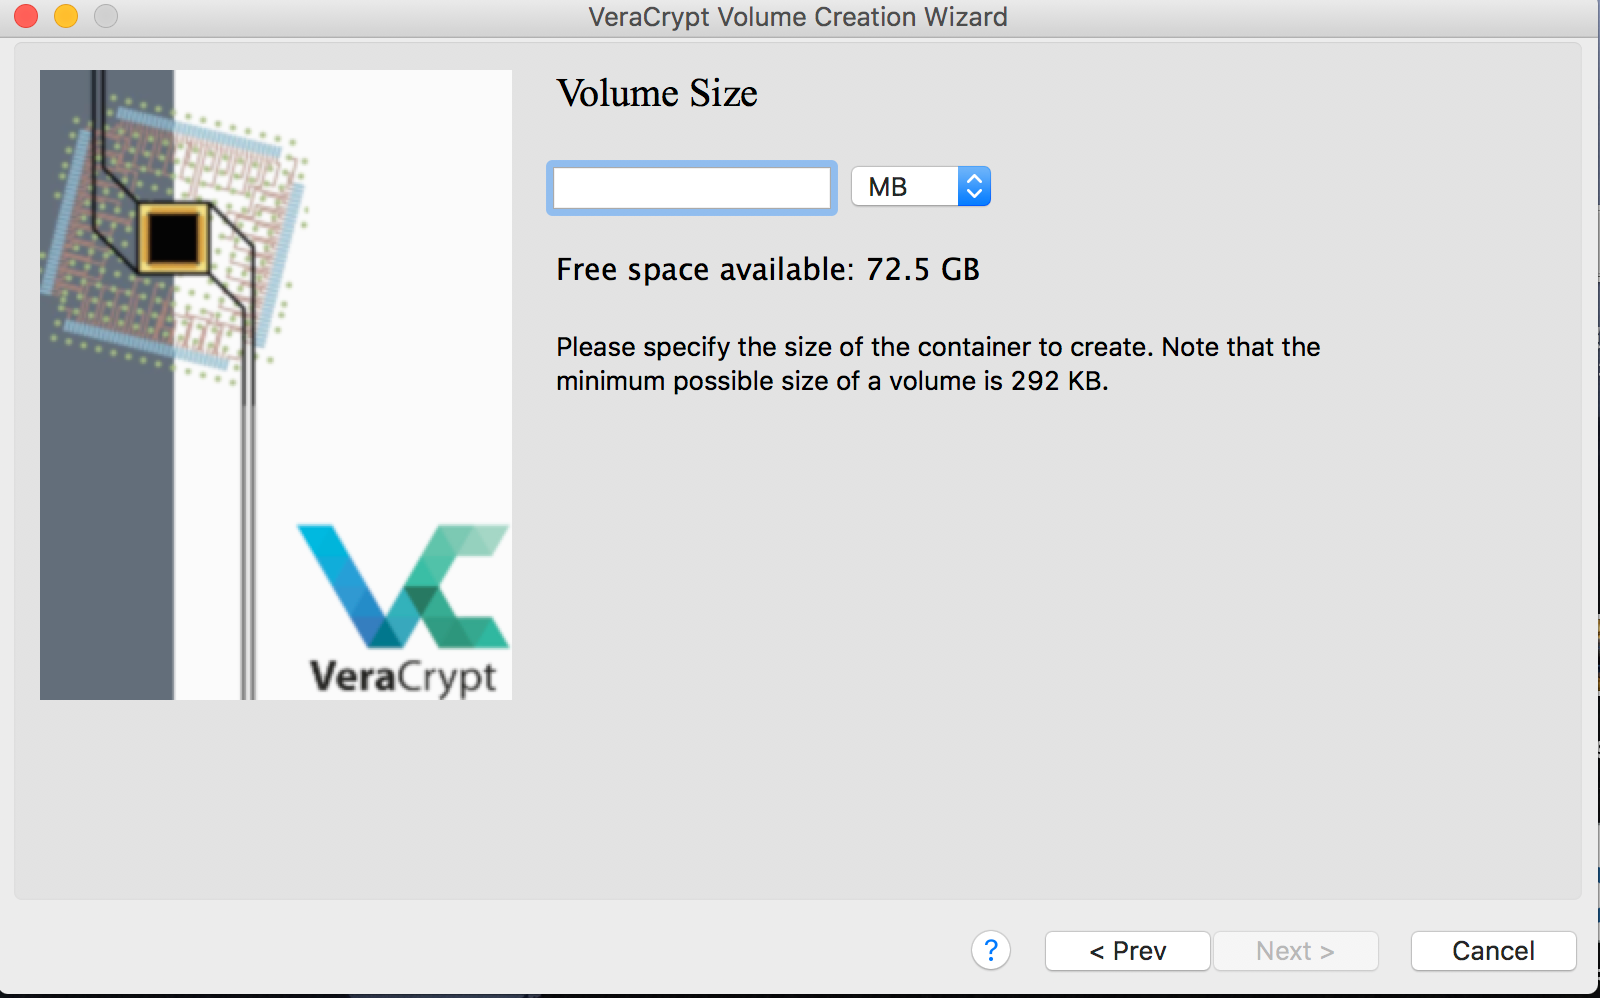 VeraCrypt Volume Creation Wizard
Volume Size
MB
Free space available: 72.5 GB
Please specify the size of the container to create. Note that the
minimum possible size of a volume is 292 KB.
VeraCrypt
?
< Prev
Next >
Cancel